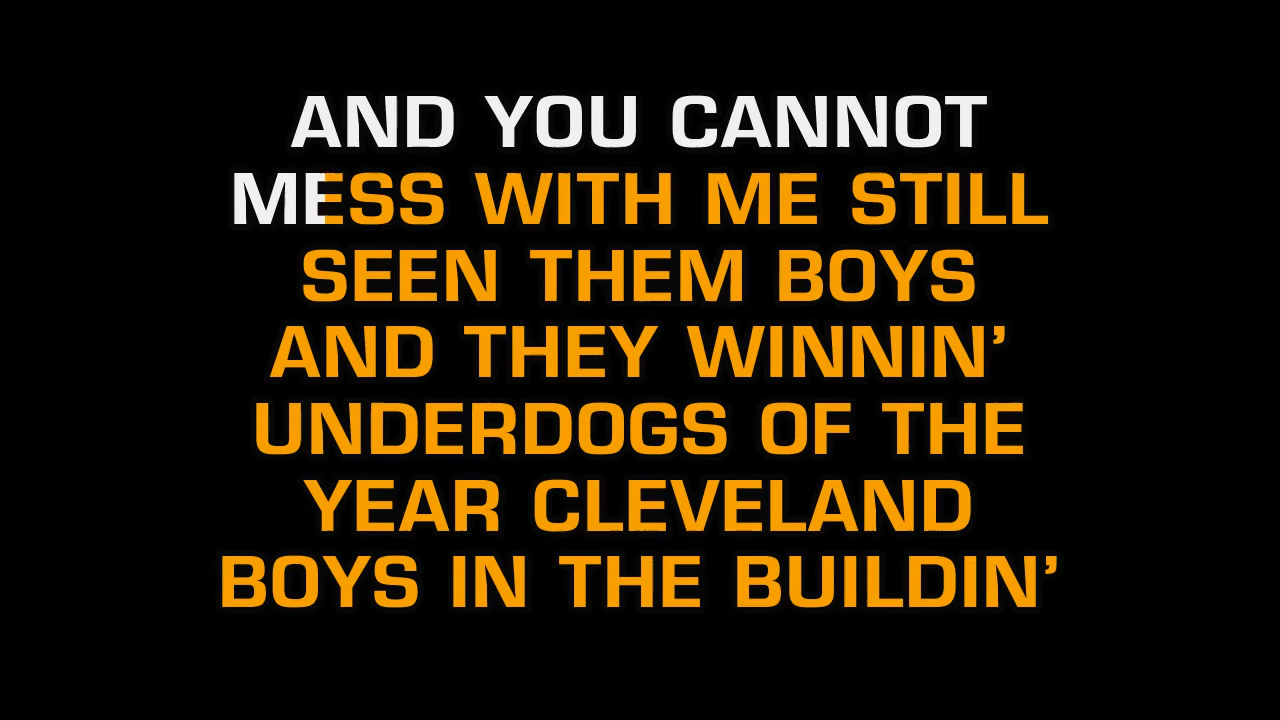 AND YOU CANNOT
MESS WITH ME STILL
SEEN THEM BOYS
AND THEY WINNIN’
UNDERDOGS OF THE
YEAR CLEVELAND
BOYS IN THE BUILDIN’